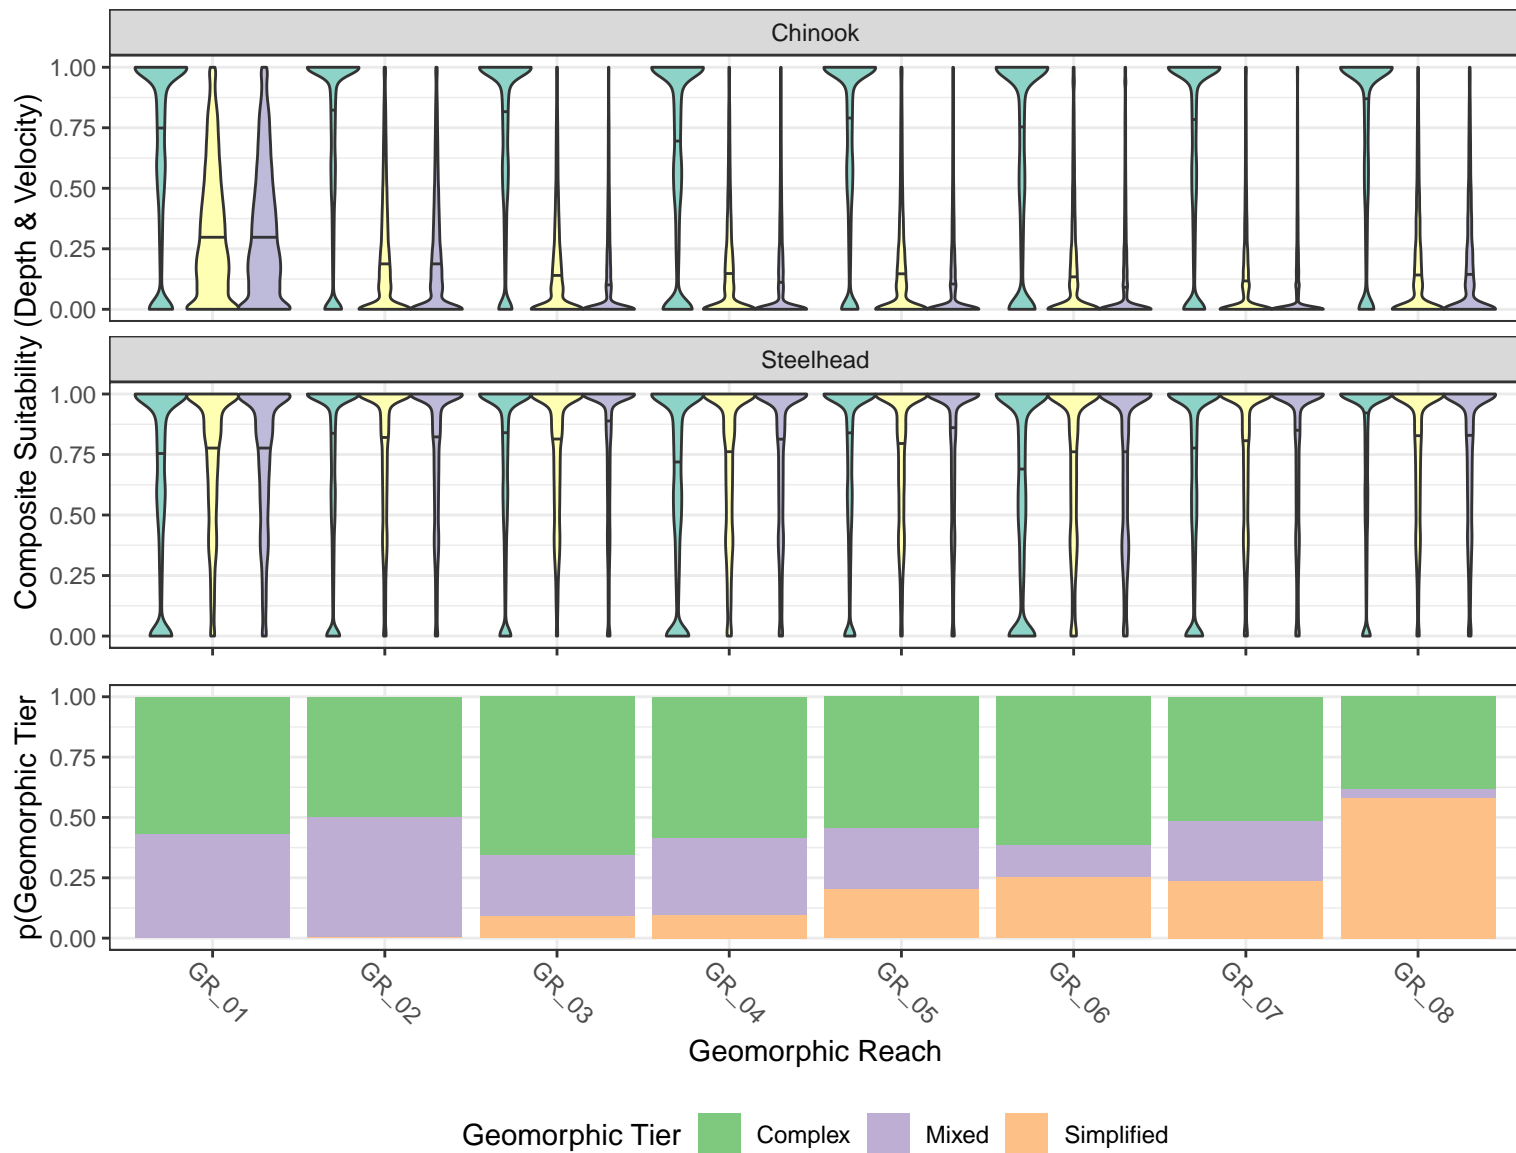 Chinook
1.00
0.75
0.50
0.25
0.00
Composite Suitability (Depth & Velocity)
Steelhead
1.00
0.75
0.50
0.25
0.00
p(Geomorphic Tier
1.00
0.75
0.50
0.25
0.00
GR_01 GR_02 GR_03 GR_04 GR_05 GR_06 GR_07 GR_08
Geomorphic Reach
Geomorphic Tier Complex Mixed Simplified